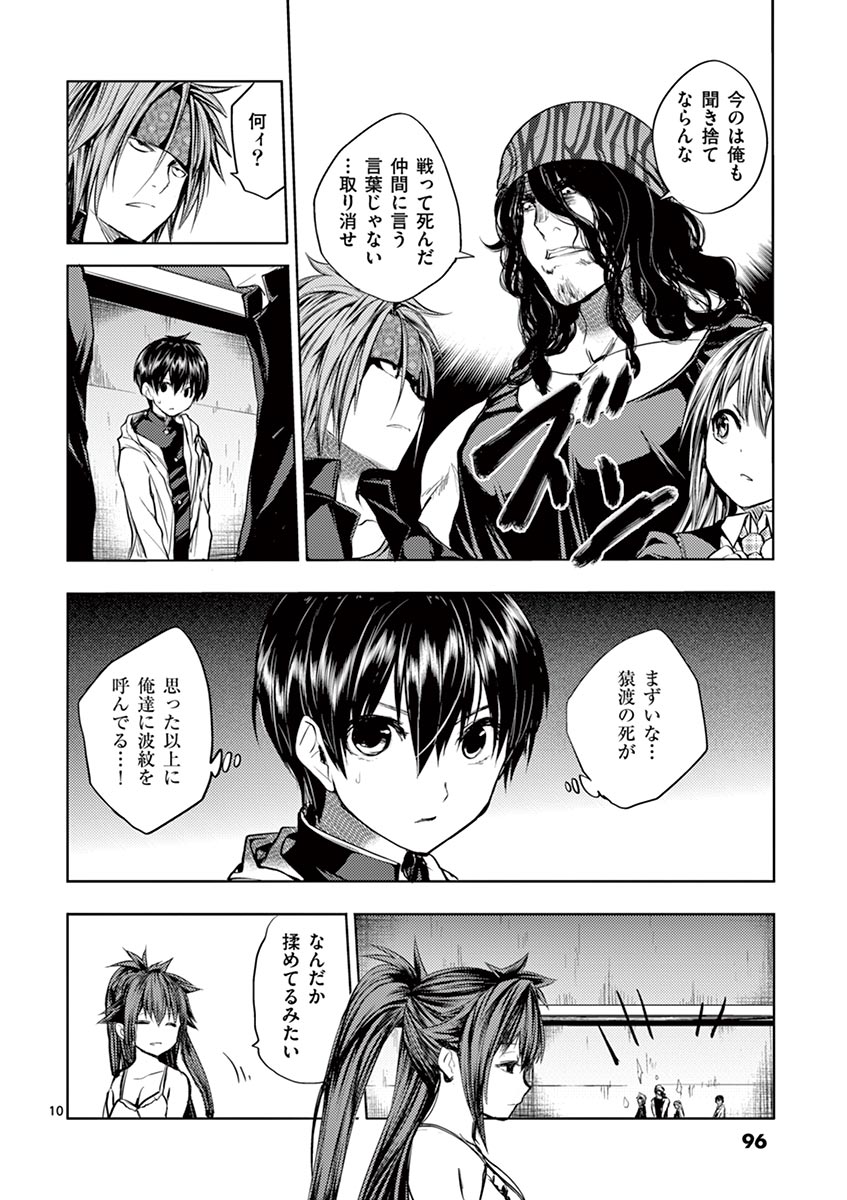 今のは俺も
聞き捨て
ならんな
戦って死んだ
仲間に言う
言葉じゃない
…取り消せ
ズン
何ィ？
まずいな…
猿渡の死が
思った以上に
俺達に波紋を
呼んでる…！
なんだか
揉めてるみたい
10
96